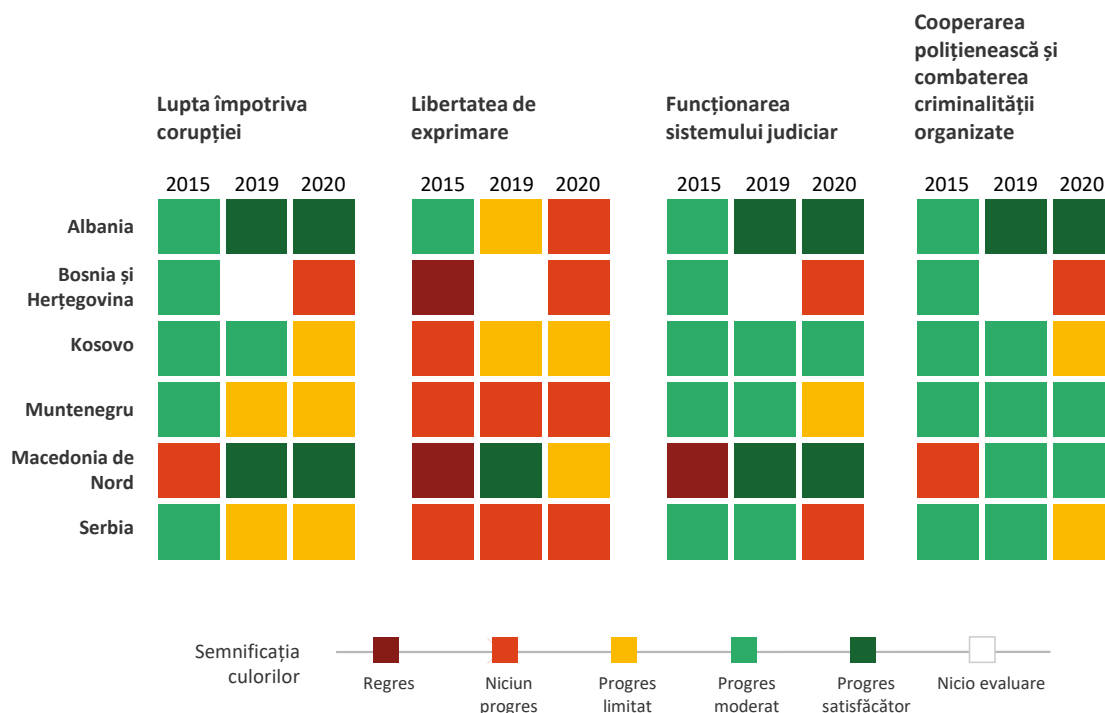 Lupta împotriva
corupției
Libertatea de
exprimare
Funcționarea
sistemului judiciar
Cooperarea
polițienească și
combaterea
criminalității
organizate
2015 2019 2020 2015 2019 2020 2015 2019 2020 2015 2019 2020
Albania
Bosnia și
Herțegovina
Kosovo
Muntenegru
Macedonia de
Nord
Serbia
Semnificația
culorilor
Regres
Niciun
progres
Progres
limitat
Progres
moderat
Progres
satisfăcător
Nicio evaluare